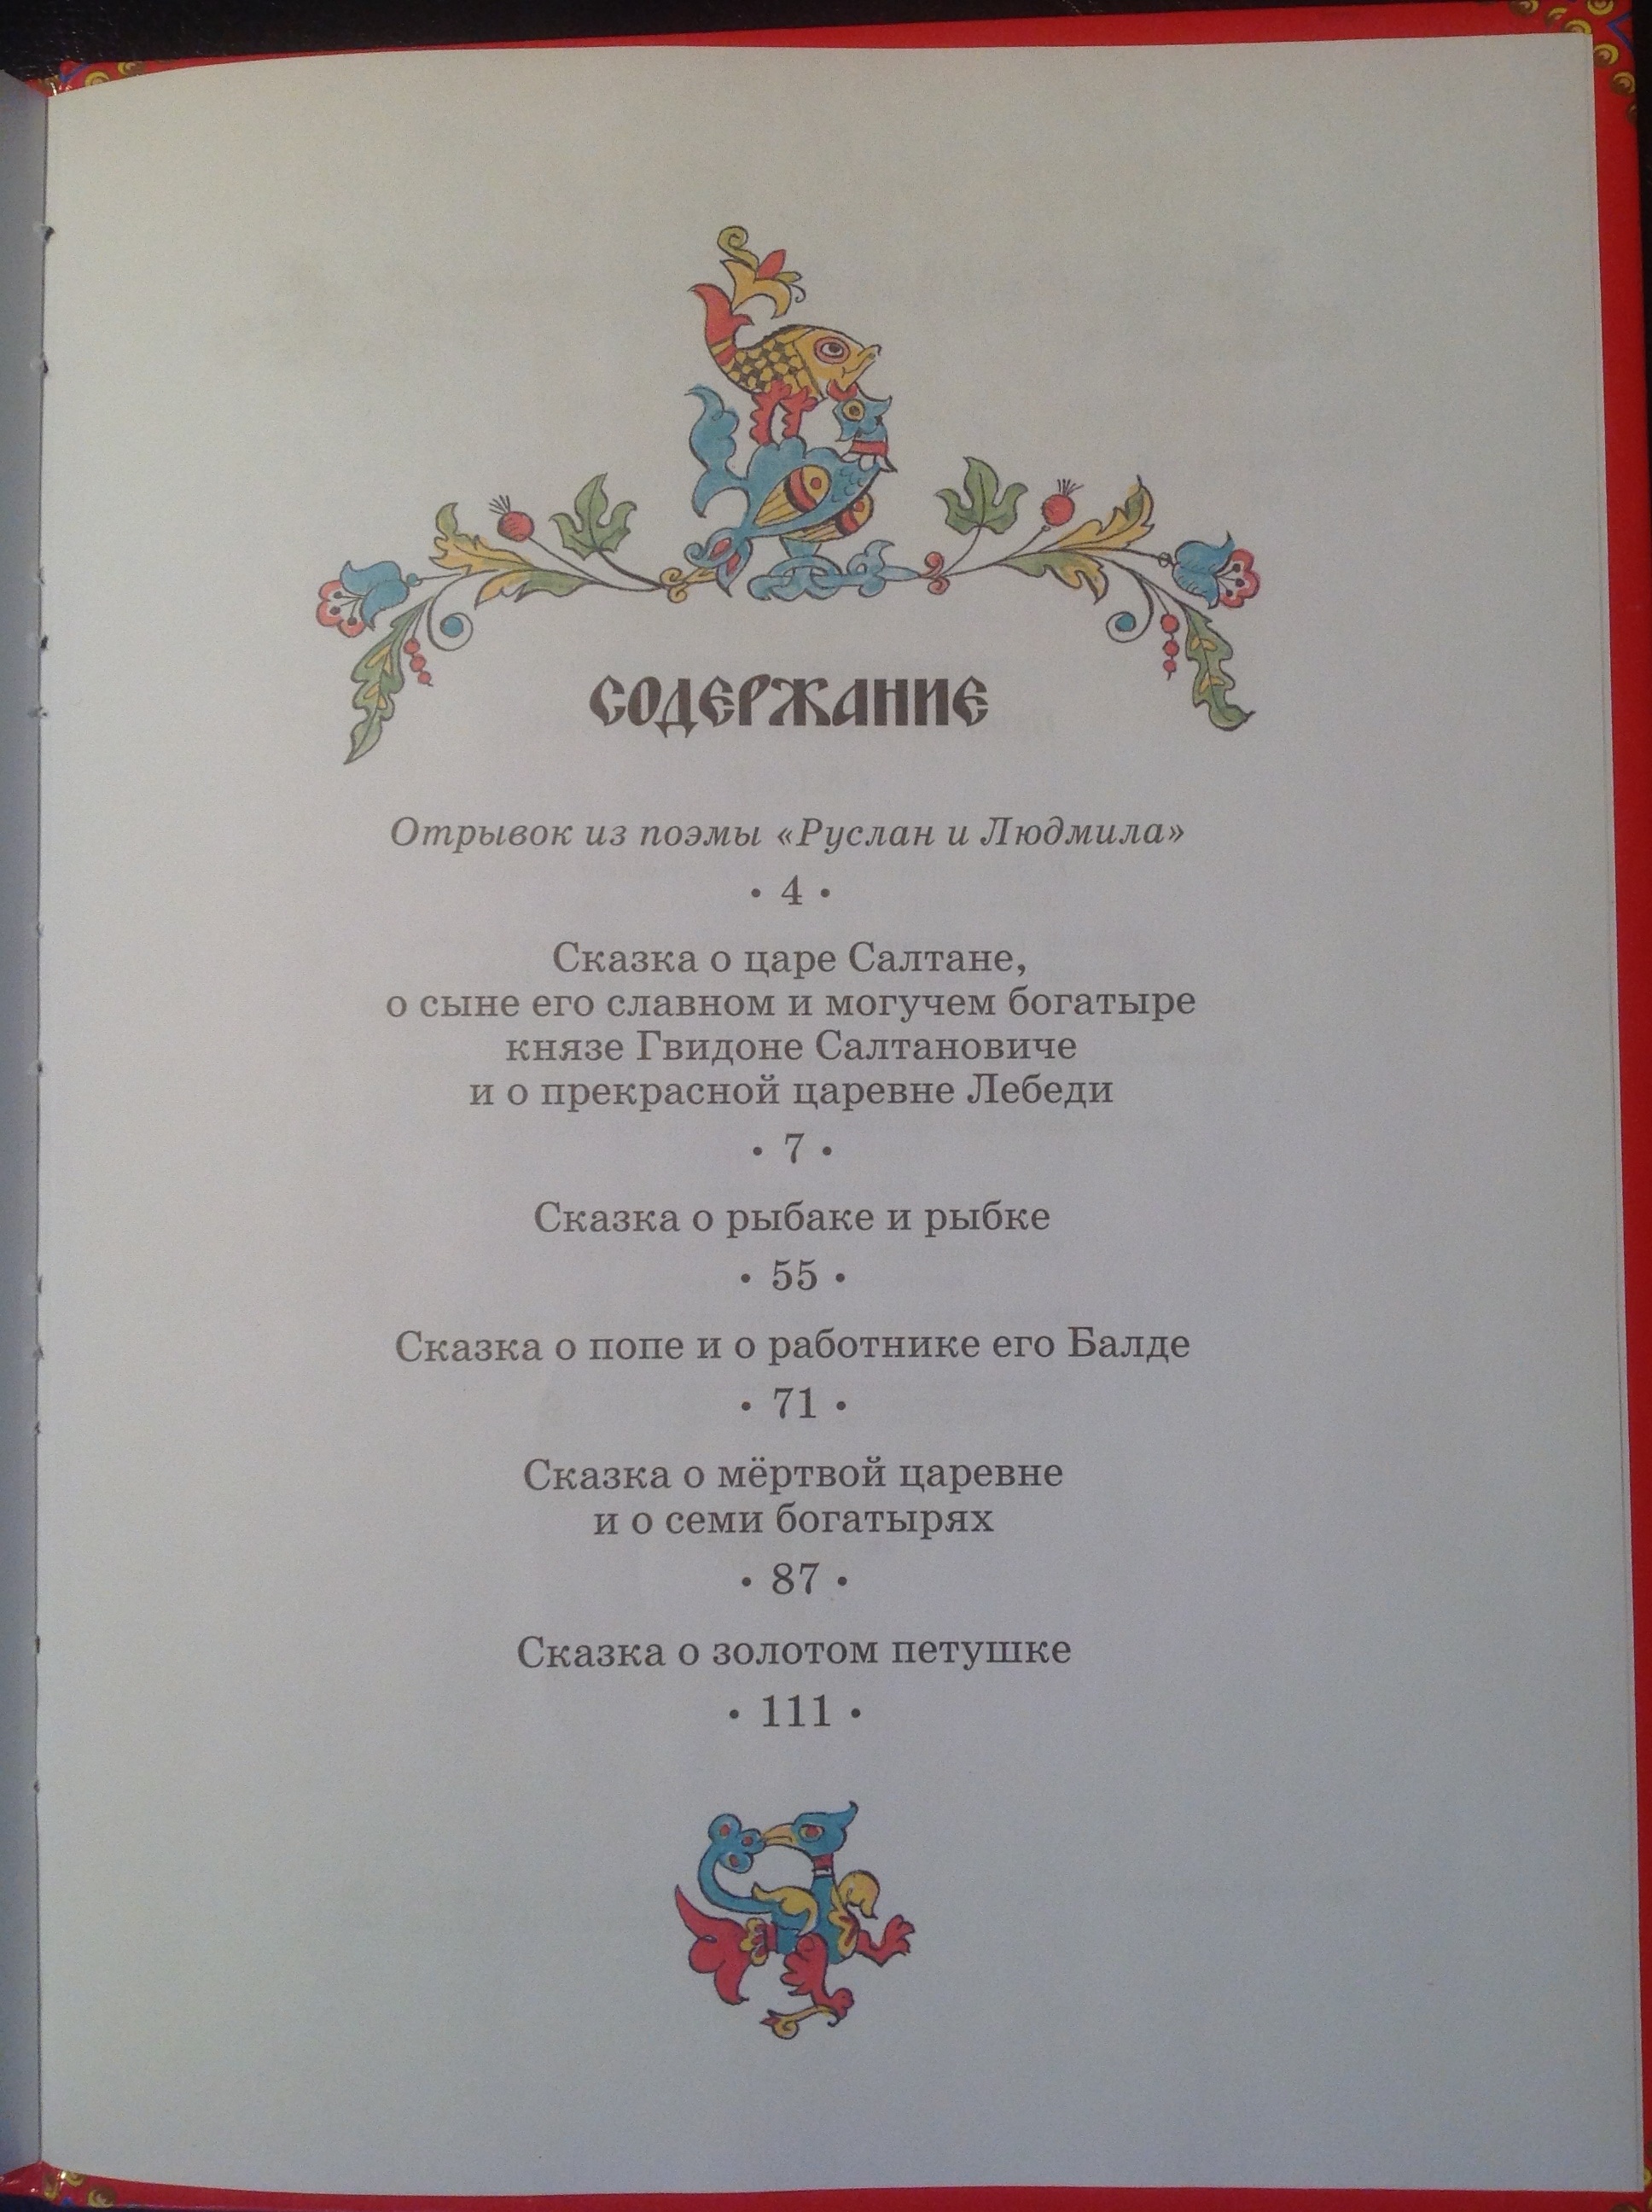 СОДЕРЖАНИЕ
Отрывок из поэмы «Руслан и Людмила»
• 4 •
Сказка о царе Салтане,
о сыне его славном и могучем богатыре
князе Гвидоне Салтановиче
и о прекрасной царевне Лебеди
• 7 •
Сказка о рыбаке и рыбке
• 55 •
Сказка о попе и о работнике его Балде
• 71 •
Сказка о мёртвой царевне
и о семи богатырях
• 87 •
Сказка о золотом петушке
• 111 •